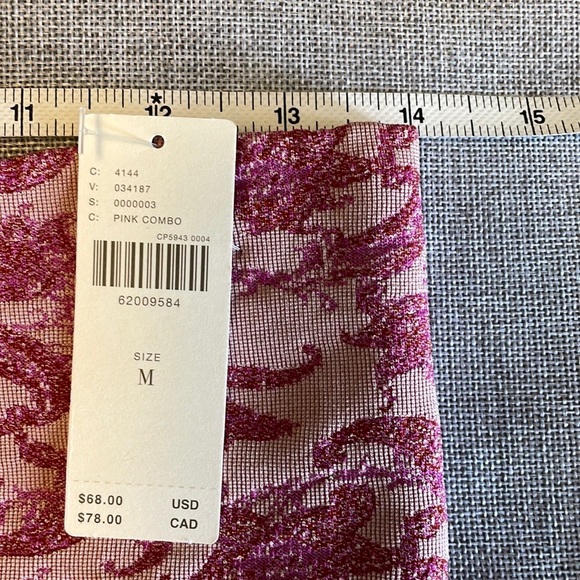 11 12 13 14 15
C: 4144
V: 034187
S: 0000003
C: PINK COMBO
CP5943 0004
62009584
SIZE
M
$68.00 USD
$78.00 CAD